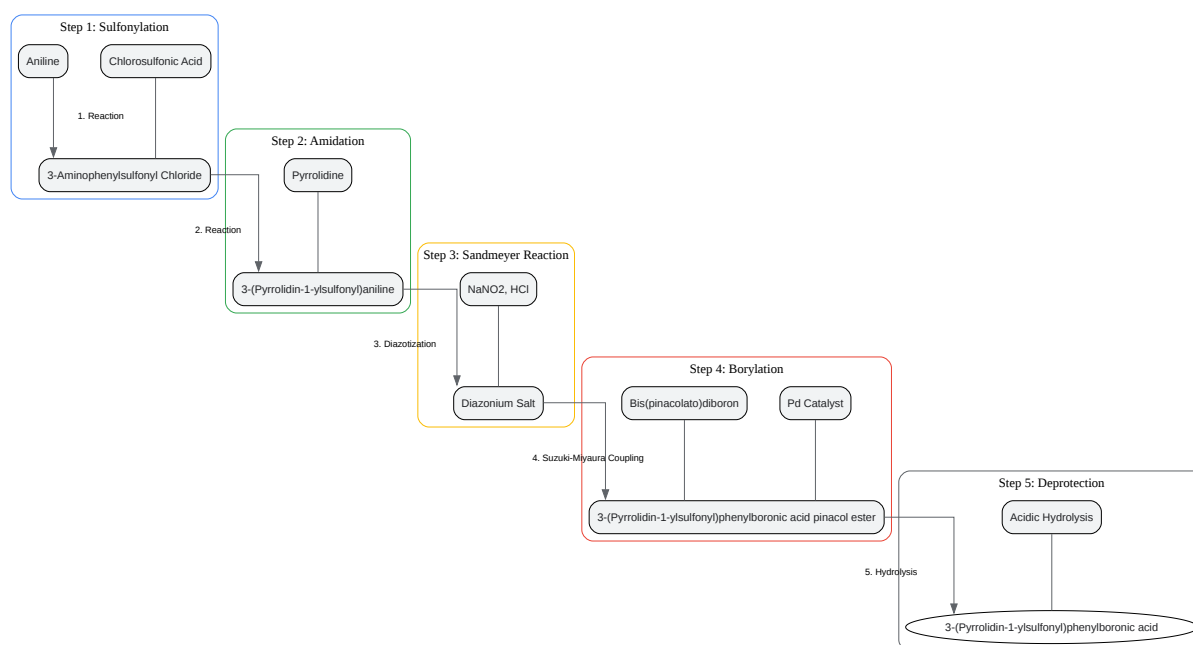 Step 1: Sulfonylation
Aniline
Chlorosulfonic Acid
1. Reaction
3-Aminophenylsulfonyl Chloride
Step 2: Amidation
Pyrrolidine
2. Reaction
3-(Pyrrolidin-1-ylsulfonyl)aniline
Step 3: Sandmeyer Reaction
NaNO2, HCl
3. Diazotization
Diazonium Salt
Step 4: Borylation
Bis(pinacolato)diboron
Pd Catalyst
4. Suzuki-Miyaura Coupling
3-(Pyrrolidin-1-ylsulfonyl)phenylboronic acid pinacol ester
Step 5: Deprotection
Acidic Hydrolysis
5. Hydrolysis
3-(Pyrrolidin-1-ylsulfonyl)phenylboronic acid